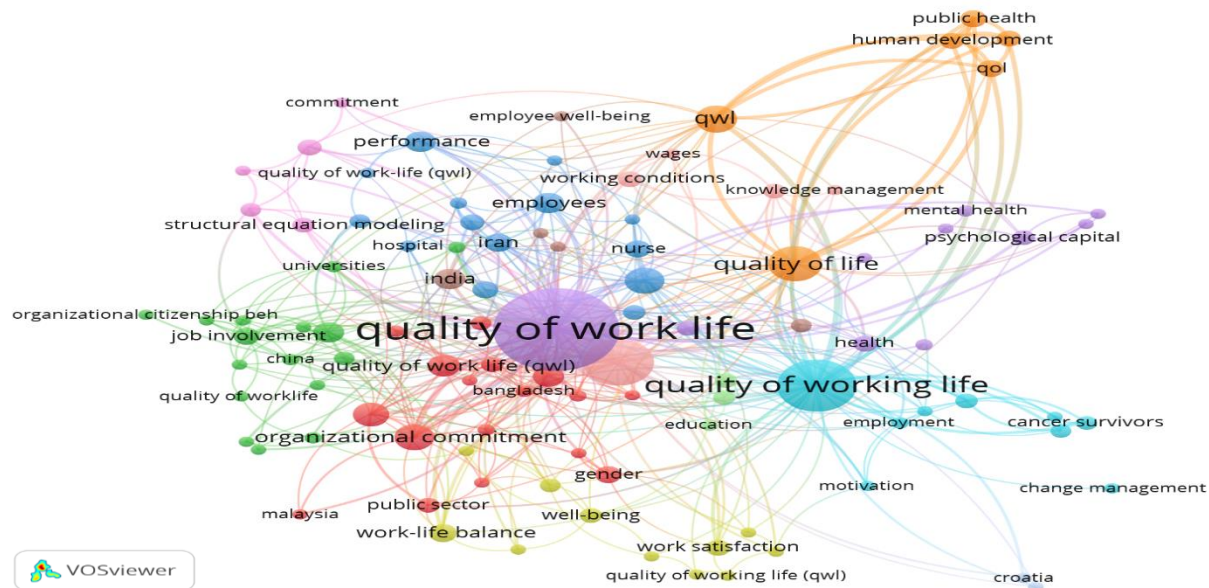 public health
human development
qol
commitment
employee well-being
qwl
performance
wages
quality of work-life (qwl)
working conditions
knowledge management
employees
mental health
structural equation modeling
psychological capital
hospital
iran
nurse
universities
india
quality of life
organizational citizenship beh
quality of work life
job involvement
health
china
quality of work life (qwl)
quality of working life
bangladesh
quality of worklife
education
employment
cancer survivors
organizational commitment
gender
motivation
change management
public sector
malaysia
well-being
work-life balance
work satisfaction
quality of working life (qwl)
croatia
VOSviewer